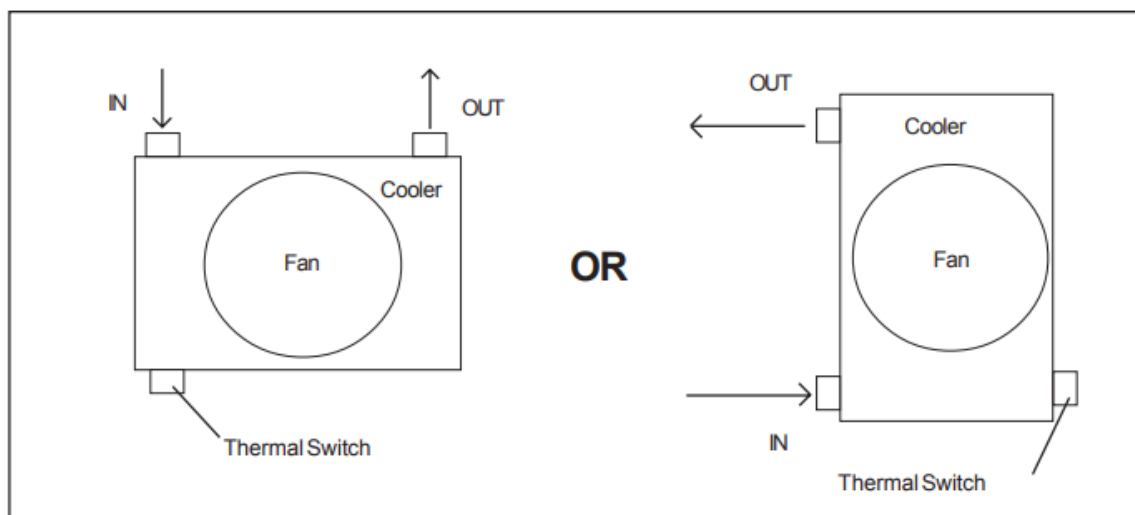 IN
OUT
Cooler
Fan
Thermal Switch
OR
OUT
Cooler
Fan
IN
Thermal Switch